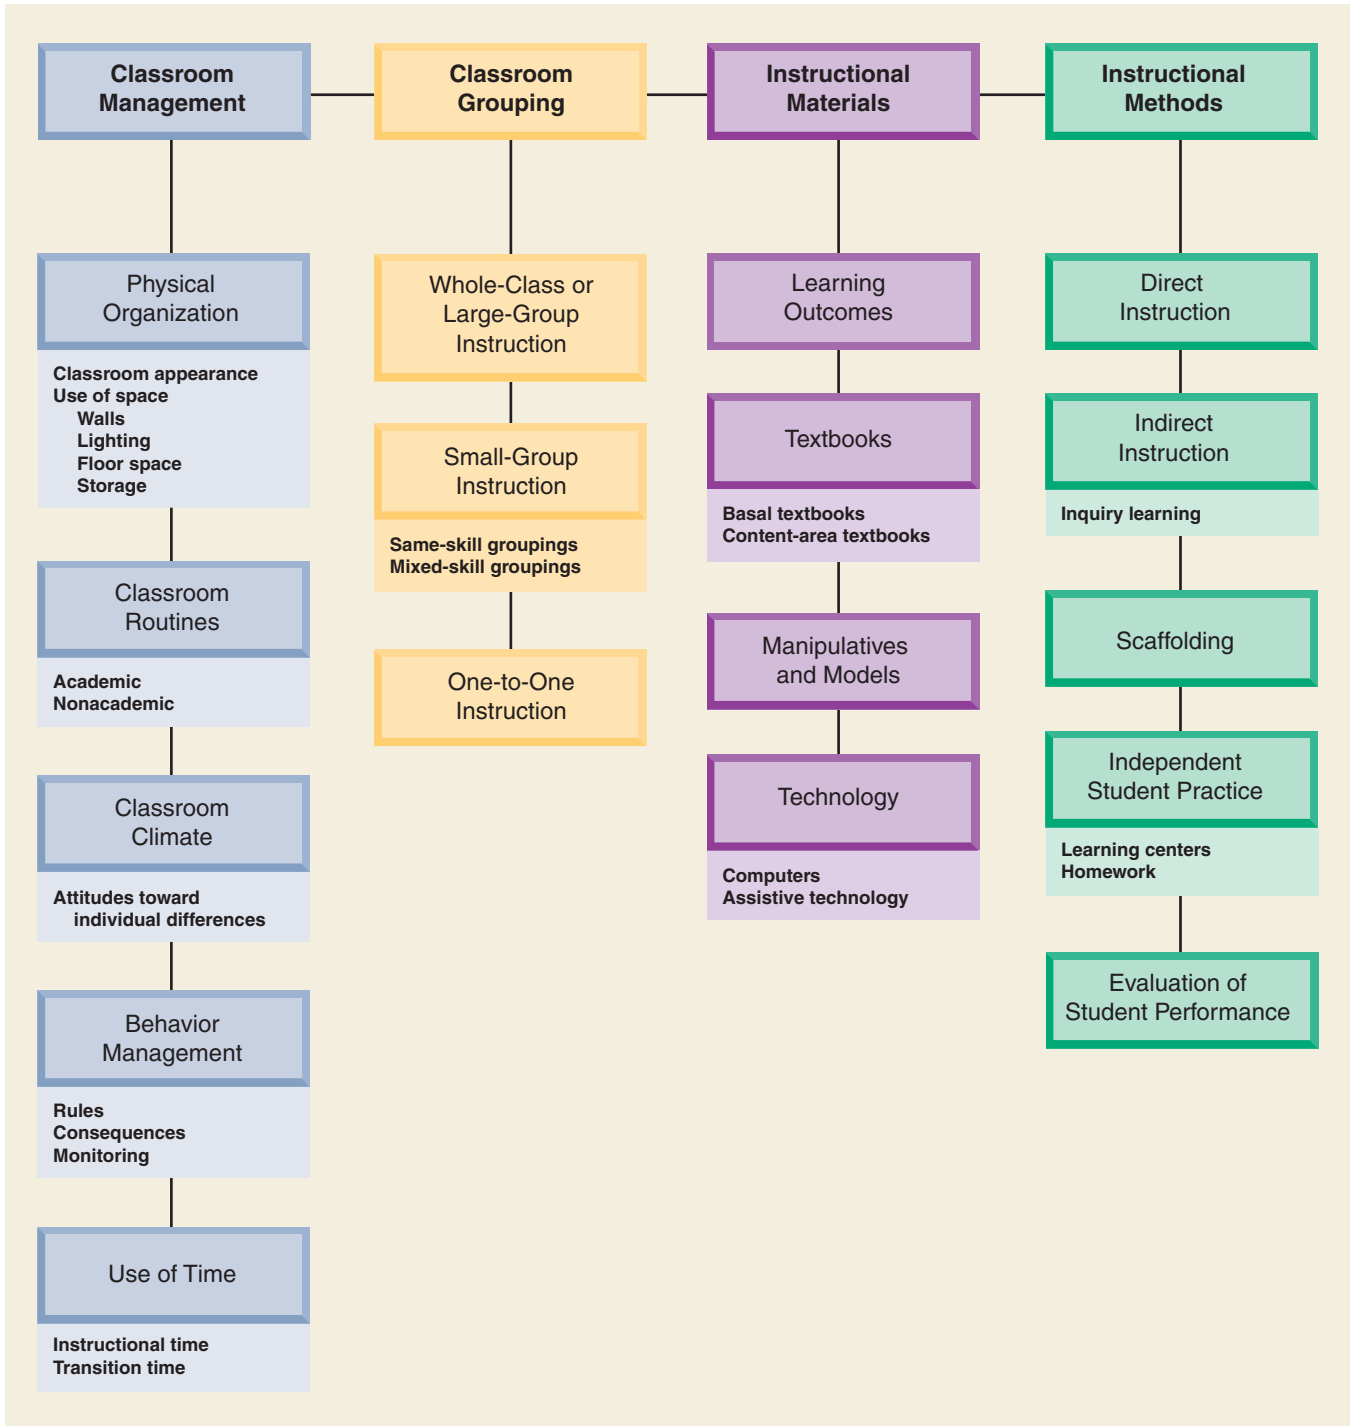 Classroom
Management
Classroom
Grouping
Instructional
Materials
Instructional
Methods
Physical
Organization
Classroom appearance
Use of space
Walls
Lighting
Floor space
Storage
Classroom
Routines
Academic
Nonacademic
Classroom
Climate
Attitudes toward
individual differences
Behavior
Management
Rules
Consequences
Monitoring
Use of Time
Instructional time
Transition time
Whole-Class or
Large-Group
Instruction
Small-Group
Instruction
Same-skill groupings
Mixed-skill groupings
One-to-One
Instruction
Learning
Outcomes
Textbooks
Basal textbooks
Content-area textbooks
Manipulatives
and Models
Technology
Computers
Assistive technology
Direct
Instruction
Indirect
Instruction
Inquiry learning
Scaffolding
Independent
Student Practice
Learning centers
Homework
Evaluation of
Student Performance